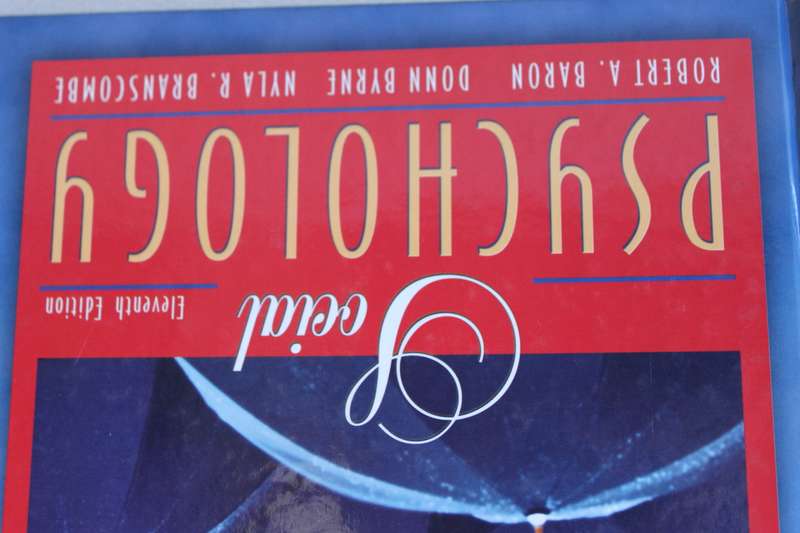 Social
Eleventh Edition
PSYCHOLOGY
ROBERT A. BARON DONN BYRNE NYLA R. BRANSCOMBE